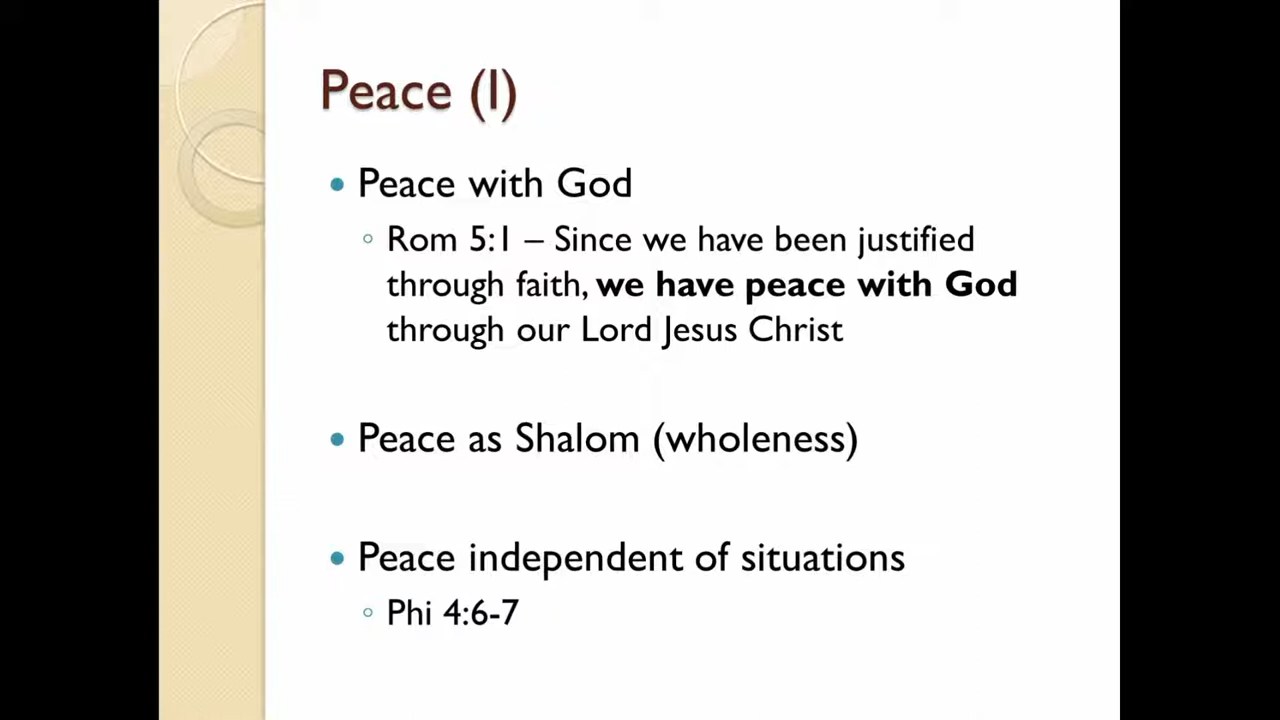 Peace (I)
• Peace with God
◦ Rom 5:1 – Since we have been justified
through faith, we have peace with God
through our Lord Jesus Christ
• Peace as Shalom (wholeness)
• Peace independent of situations
◦ Phi 4:6-7